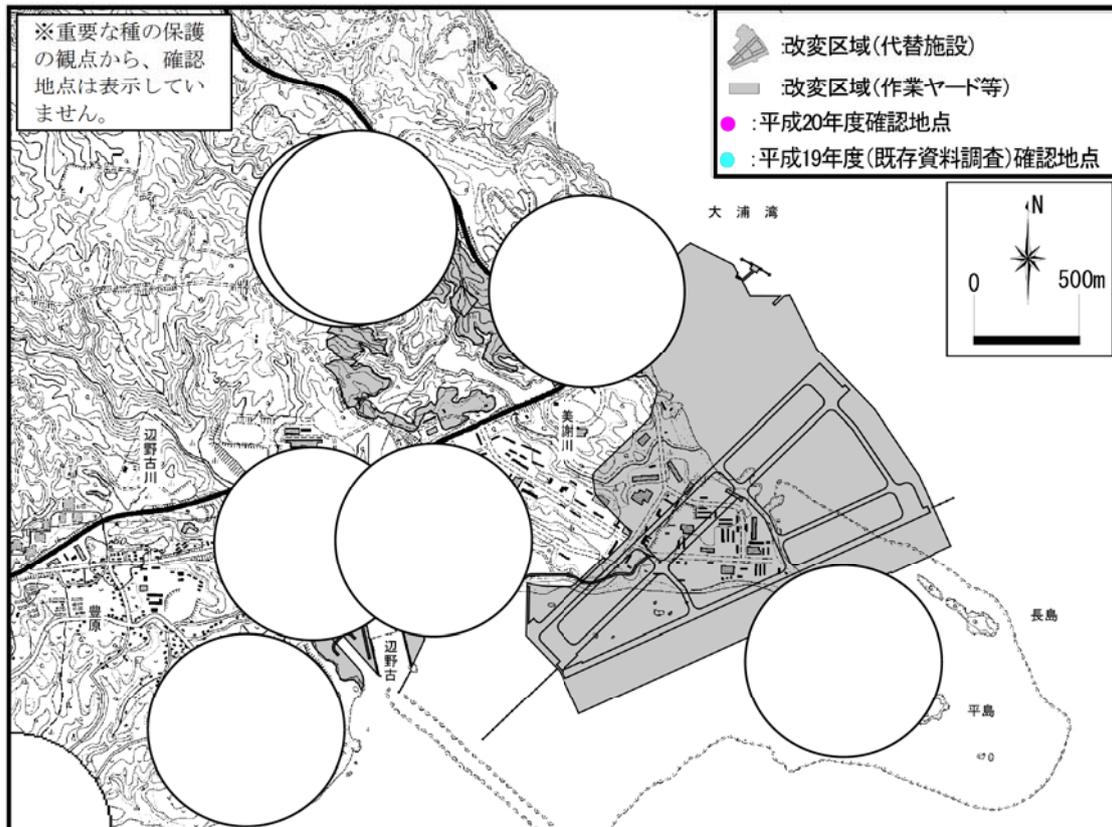 ※重要な種の保護
の観点から、確認
地点は表示してい
ません。
:改変区域(代替施設)
:改変区域(作業ヤード等)
:平成20年度確認地点
:平成19年度(既存資料調査)確認地点
N
0 500m
大浦湾
美謝川
辺野古川
豊原
辺野古
長島
平島